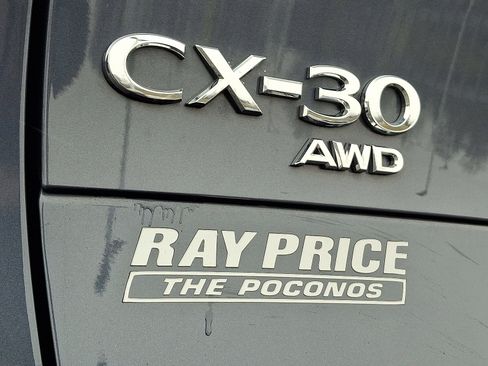 CX-30
AWD
RAY PRICE
THE POCONOS